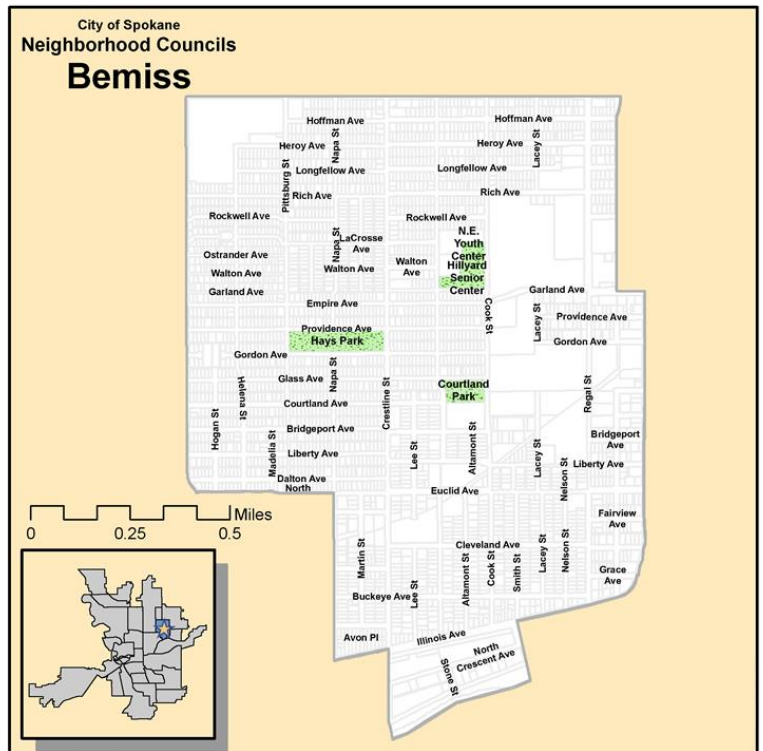 City of Spokane
Neighborhood Councils
Bemiss
Hoffman Ave
Hoffman Ave
Napa St
Lacey St
Heroy Ave
Heroy Ave
Pittsburg St
Longfellow Ave
Longfellow Ave
Rich Ave
Rich Ave
Rockwell Ave
Rockwell Ave
N.E.
Youth
Center
Hillyard
Senior
Center
Napa St
LaCrosse
Ave
Ostrander Ave
Walton
Ave
Walton Ave
Walton Ave
Garland Ave
Garland Ave
Empire Ave
Cook St
Lacey St
Providence Ave
Providence Ave
Hays Park
Gordon Ave
Gordon Ave
Glass Ave
Napa St
Helena St
Crestline St
Courtland
Park
Regal St
Courtland Ave
Hogan St
Bridgeport Ave
Bridgeport
Ave
Madelia St
Lee St
Altamont St
Lacey St
Liberty Ave
Liberty Ave
Nelson St
Dalton Ave
North
Euclid Ave
Miles
0
0.25
0.5
Fairview
Ave
Martin St
Cleveland Ave
Lacey St
Nelson St
Altamont St
Cook St
Smith St
Grace
Ave
Buckeye Ave
Lee St
Avon Pl
Illinois Ave
North
Crescent Ave
Stone St